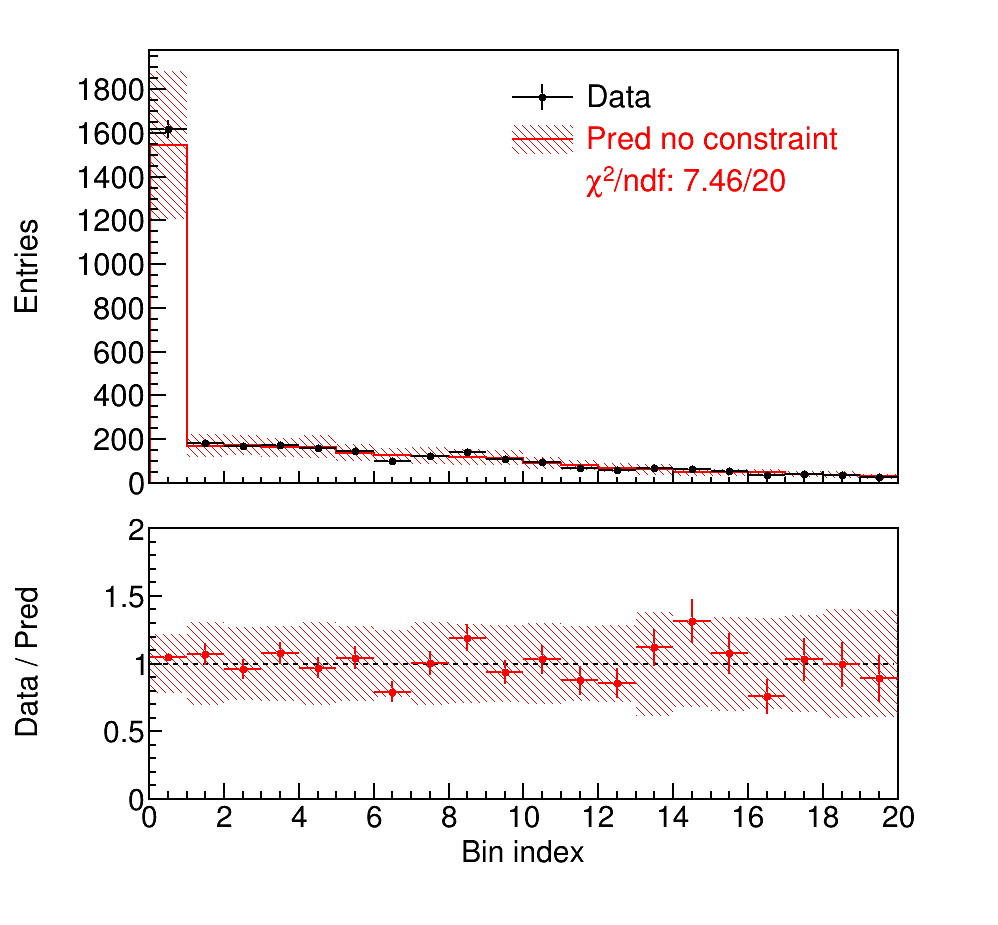 Entries
1800
1600
1400
1200
1000
800
600
400
200
0
Data
Pred no constraint
χ²/ndf: 7.46/20
Data / Pred
2
1.5
1
0.5
0
0 2 4 6 8 10 12 14 16 18 20
Bin index